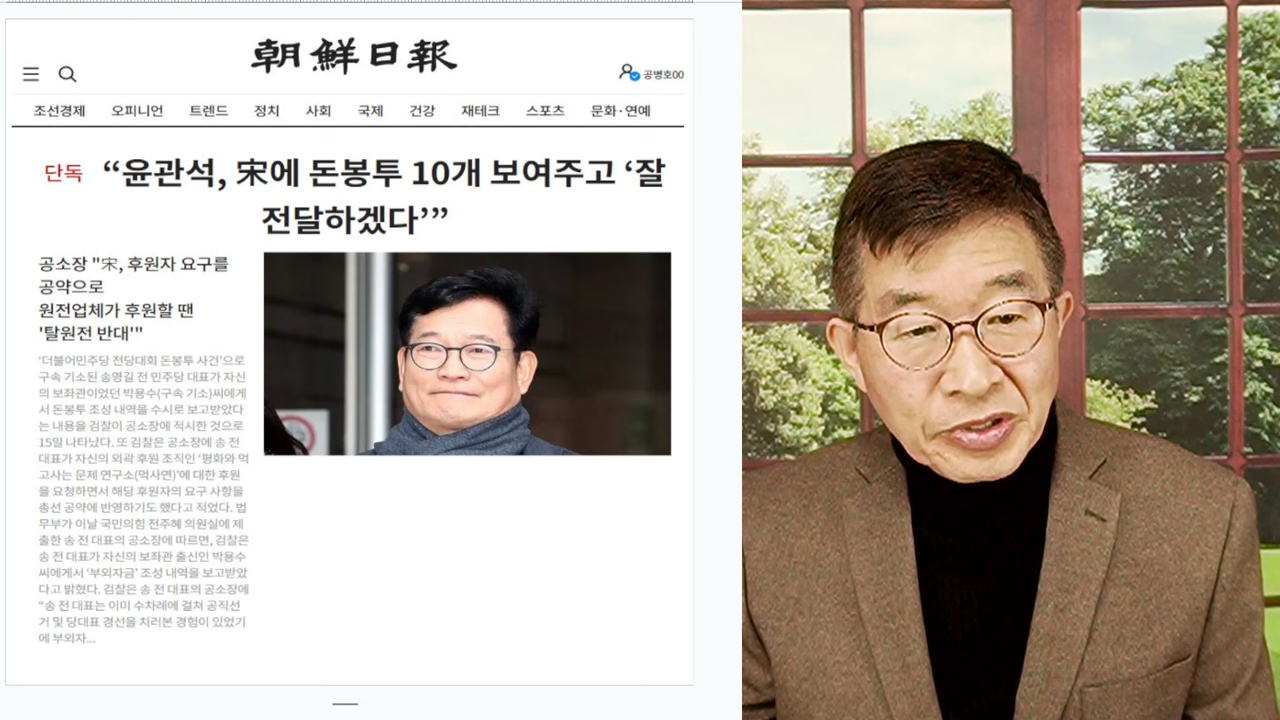 朝鮮日報
공병호00
조선경제 오피니언 트렌드 정치 사회 국제 건강 재테크 스포츠 문화·연예
단독 “윤관석, 宋에 돈봉투 10개 보여주고 ‘잘
전달하겠다’”
공소장 "宋, 후원자 요구를
공약으로
원전업체가 후원할 땐
'탈원전 반대'"
‘더불어민주당 전당대회 돈봉투 사건’으로
구속 기소된 송영길 전 민주당 대표가 자신
의 보좌관이었던 박용수(구속 기소)씨에게
서 돈봉투 조성 내역을 수시로 보고받았다
는 내용을 검찰이 공소장에 적시한 것으로
15일 나타났다. 또 검찰은 공소장에 송 전
대표가 자신의 외곽 후원 조직인 ‘평화와 먹
고사는 문제 연구소(먹사연)’에 대한 후원
을 요청하면서 해당 후원자의 요구 사항을
총선 공약에 반영하기도 했다고 적었다. 법
무부가 이날 국민의힘 전주혜 의원실에 제
출한 송 전 대표의 공소장에 따르면, 검찰은
송 전 대표가 자신의 보좌관 출신인 박용수
씨에게서 ‘부외자금’ 조성 내역을 보고받았
다고 밝혔다. 검찰은 송 전 대표의 공소장에
“송 전 대표는 이미 수차례에 걸쳐 공직선
거 및 당대표 경선을 치러본 경험이 있었기
에 부외자...